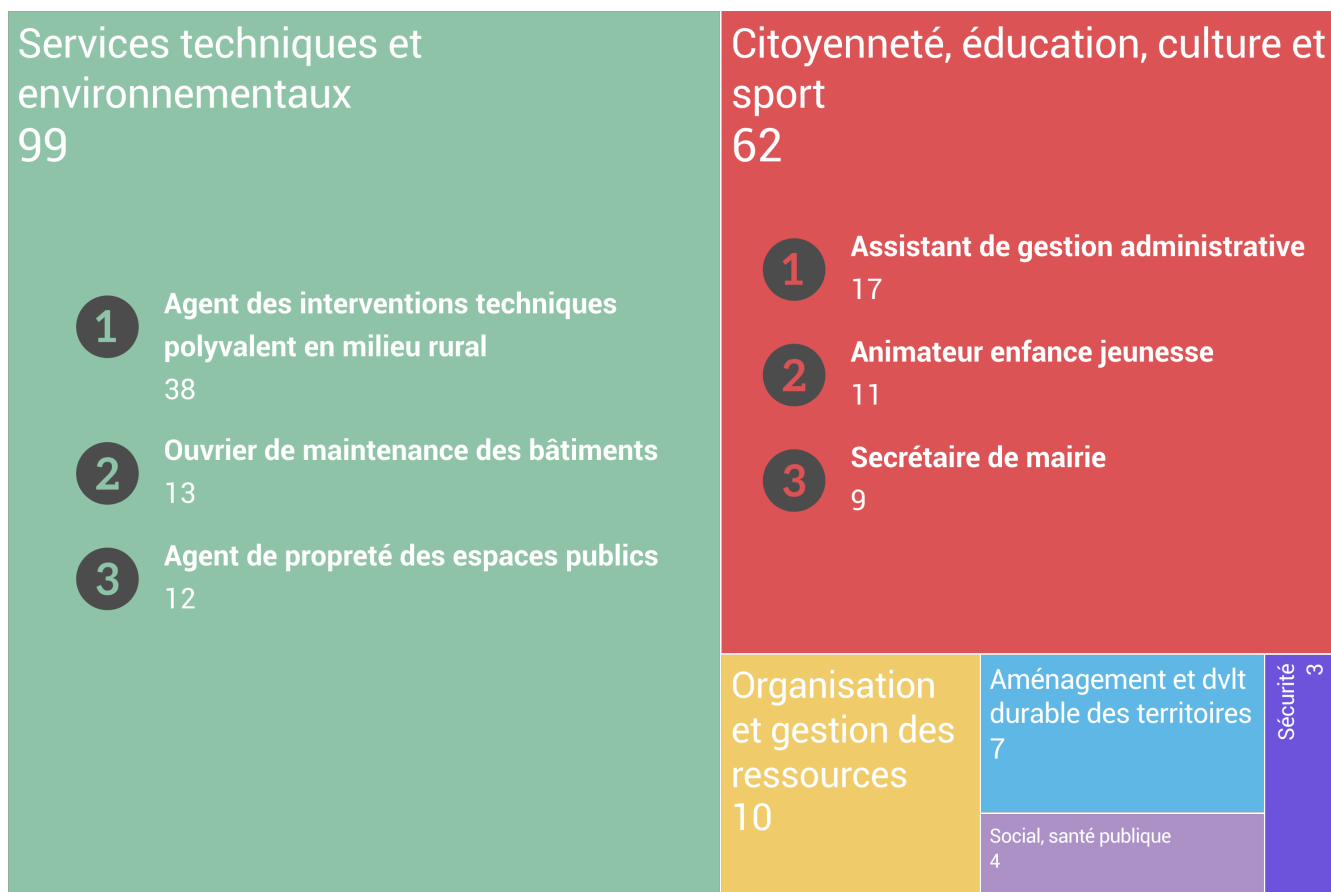 Services techniques et
environnementaux
99
1
Agent des interventions techniques
polyvalent en milieu rural
38
2
Ouvrier de maintenance des bâtiments
13
3
Agent de propreté des espaces publics
12
Citoyenneté, éducation, culture et
sport
62
1
Assistant de gestion administrative
17
2
Animateur enfance jeunesse
11
3
Secrétaire de mairie
9
Organisation
et gestion des
ressources
10
Aménagement et dvlt
durable des territoires
7
Social, santé publique
4
Sécurité
3